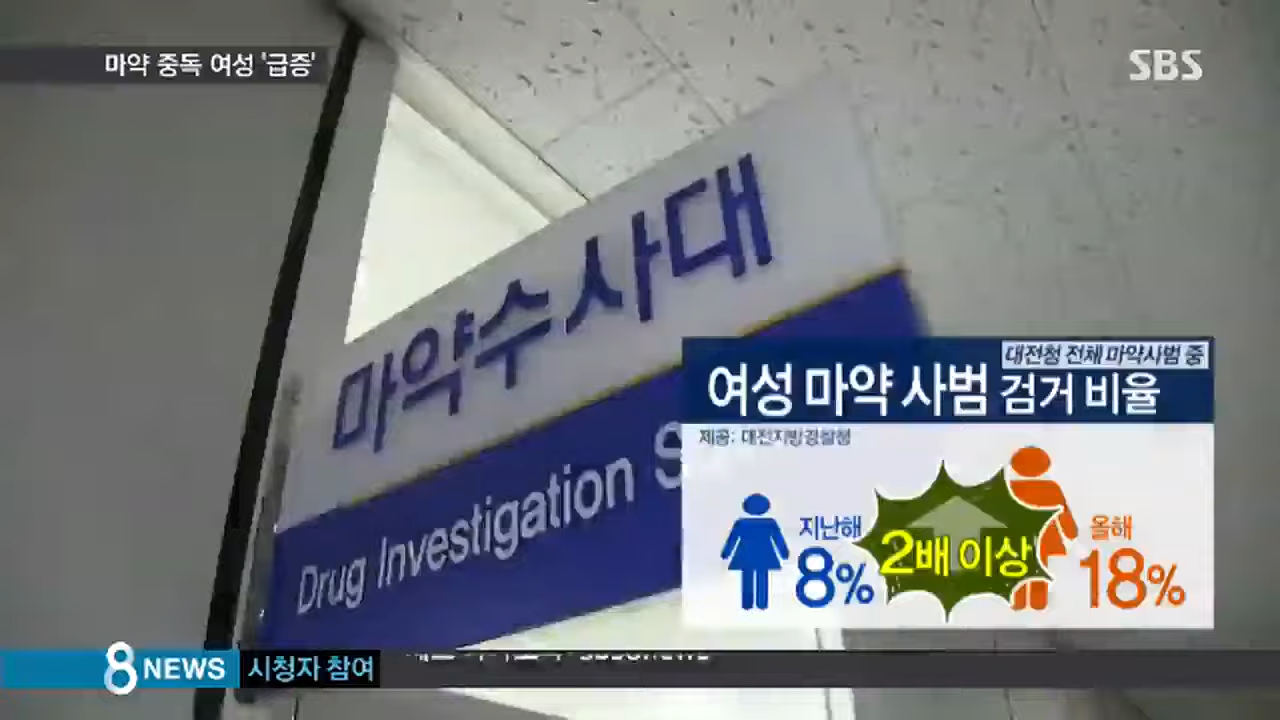 마약 중독 여성 '급증'
SBS
마약수사대
Drug Investigation
대전청 전체 마약사범 중
여성 마약 사범 검거 비율
제공: 대전지방경찰청
지난해
8%
2배 이상
올해
18%
8 NEWS
시청자 참여